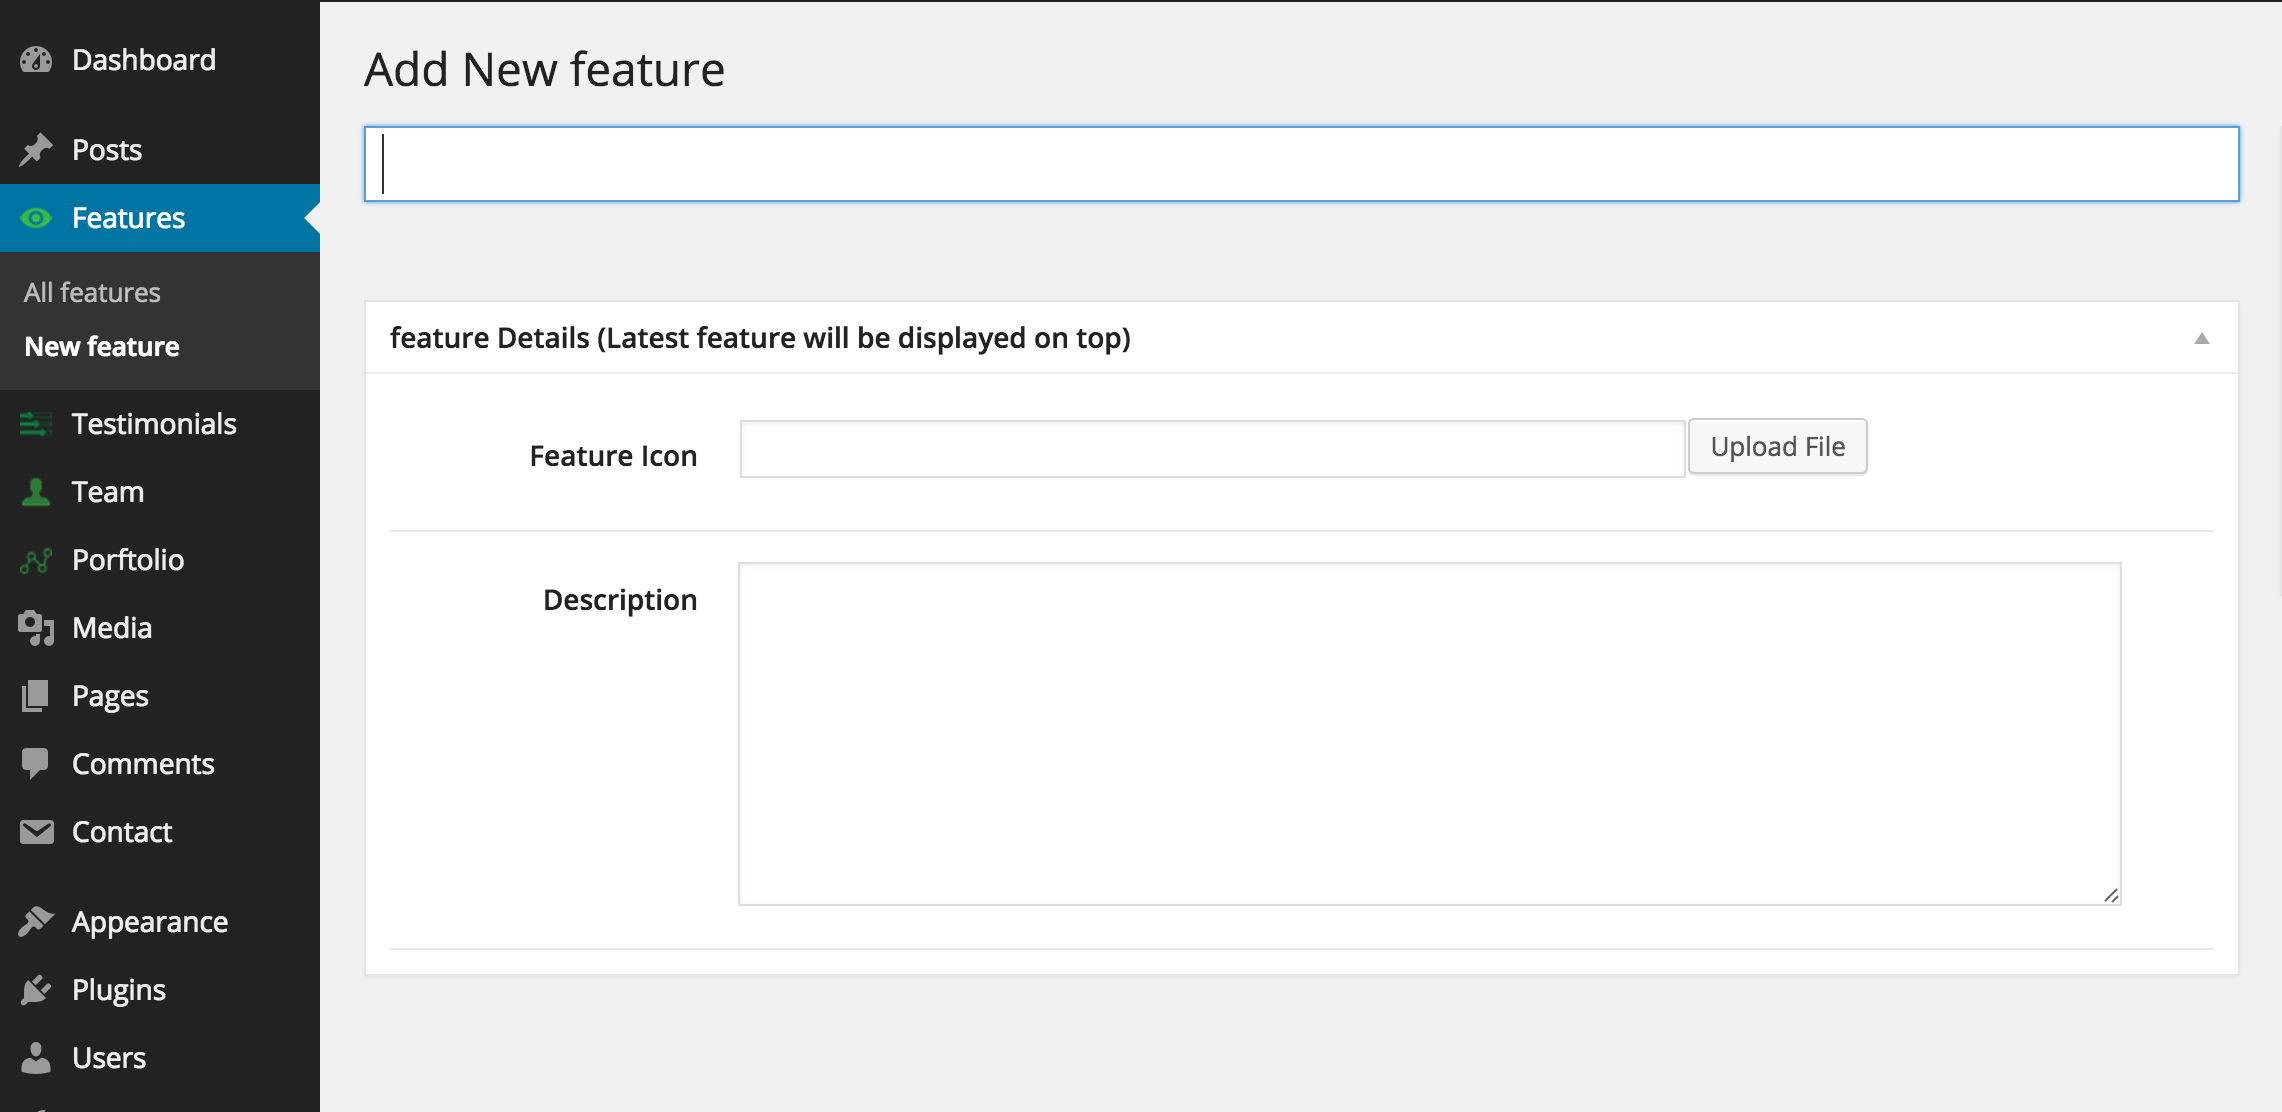 Dashboard
Posts
Features
All features
New feature
Testimonials
Team
Porftolio
Media
Pages
Comments
Contact
Appearance
Plugins
Users
Add New feature
feature Details (Latest feature will be displayed on top)
Feature Icon
Upload File
Description